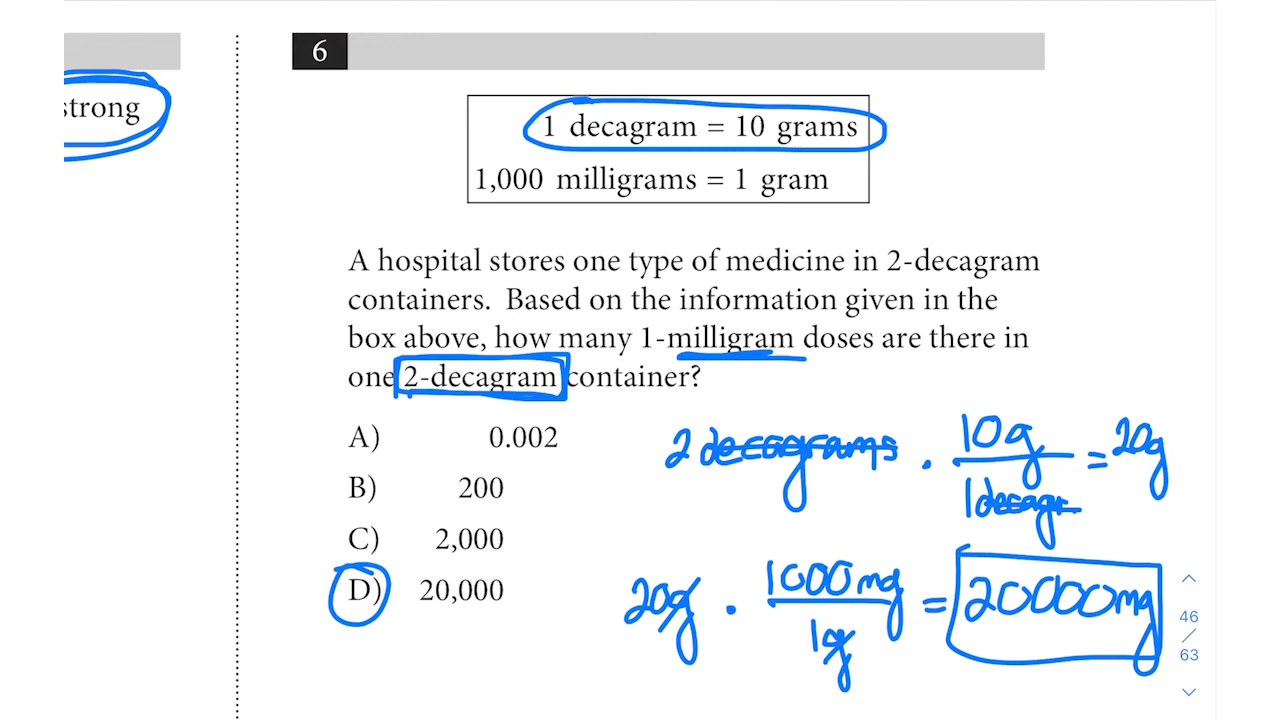 strong
6
1 decagram = 10 grams
1,000 milligrams = 1 gram
A hospital stores one type of medicine in 2-decagram
containers. Based on the information given in the
box above, how many 1-milligram doses are there in
one 2-decagram container?
A) 0.002
B) 200
C) 2,000
D) 20,000
2 decagrams · 10g / 1 decagr. = 20g
20g · 1000mg / 1g = 20000mg
46
/
63